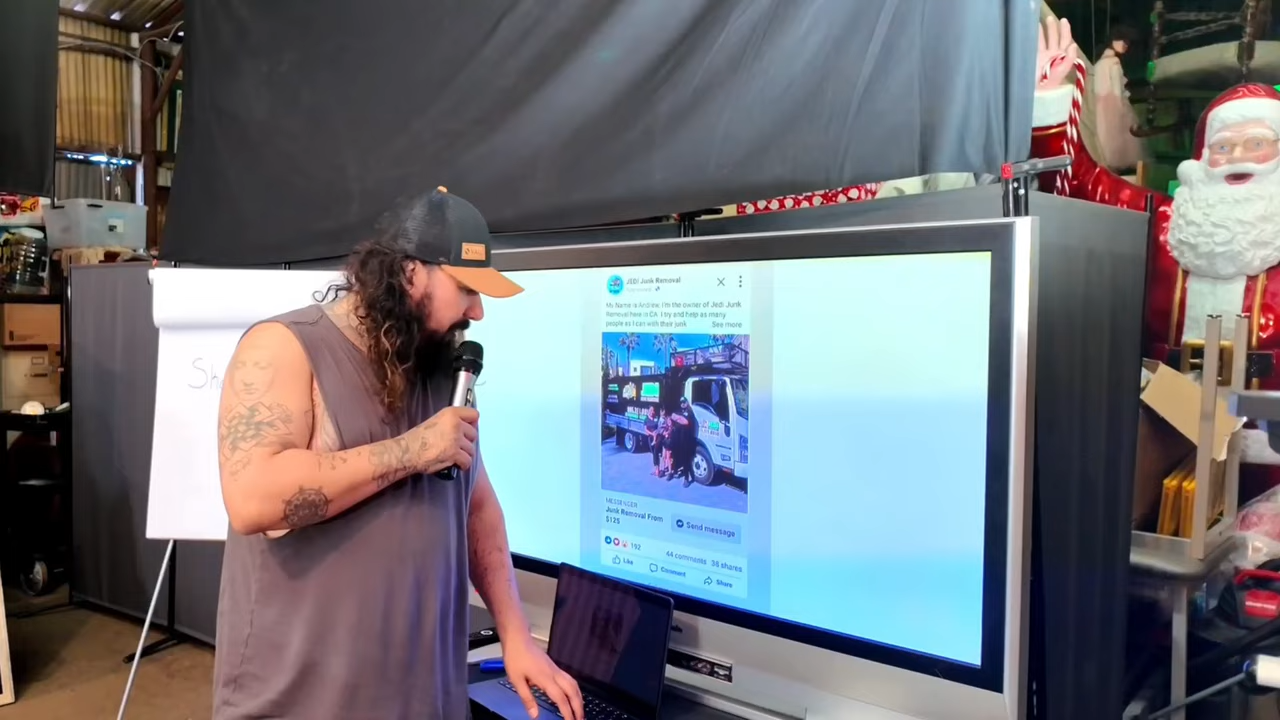 Sh
JEDI Junk Removal
My Name is Andrew, I'm the owner of Jedi Junk
Removal here in CA. I try and help as many
people as I can with their junk See more
MESSENGER
Junk Removal From
$125
Send message
192
44 comments 36 shares
Like
Comment
Share